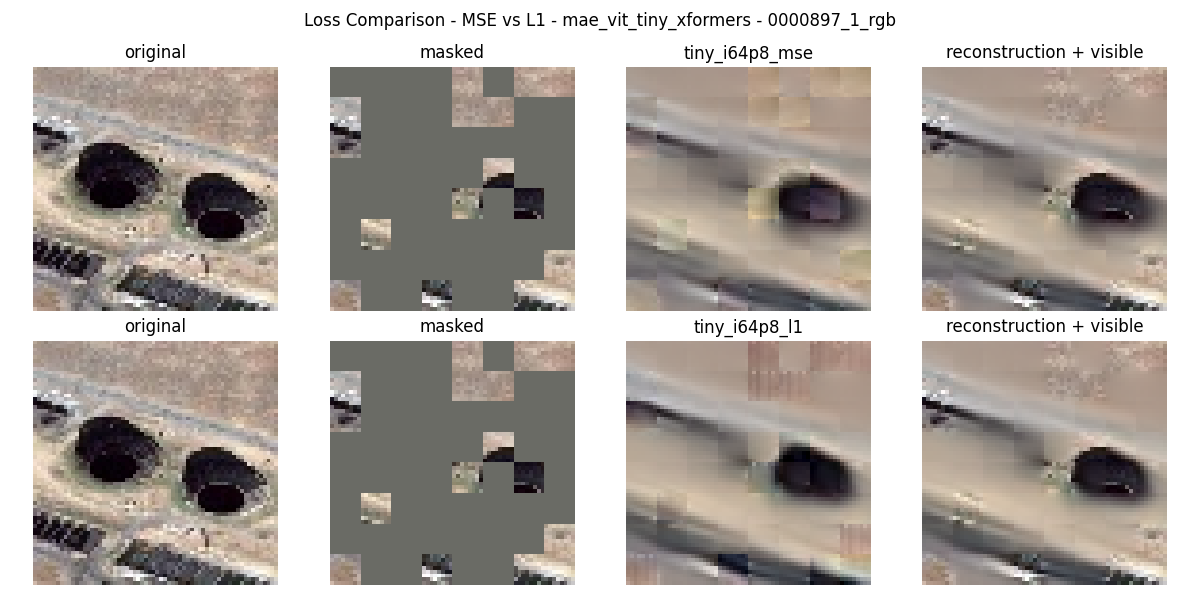 Loss Comparison - MSE vs L1 - mae_vit_tiny_xformers - 0000897_1_rgb
original masked tiny_i64p8_mse reconstruction + visible
original masked tiny_i64p8_l1 reconstruction + visible